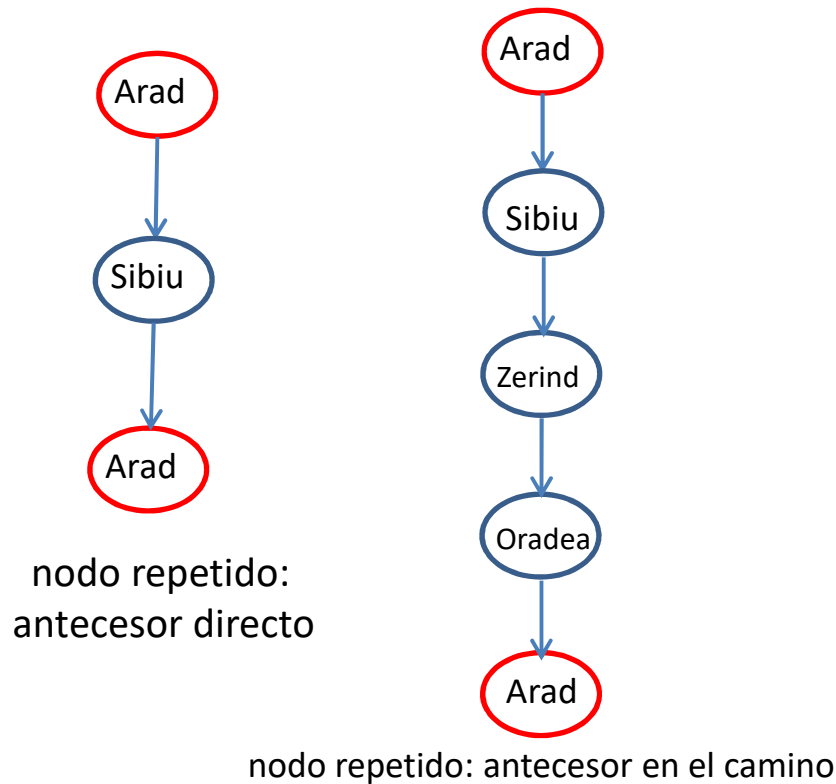 Arad
Sibiu
Arad
nodo repetido:
antecesor directo
Arad
Sibiu
Zerind
Oradea
Arad
nodo repetido: antecesor en el camino